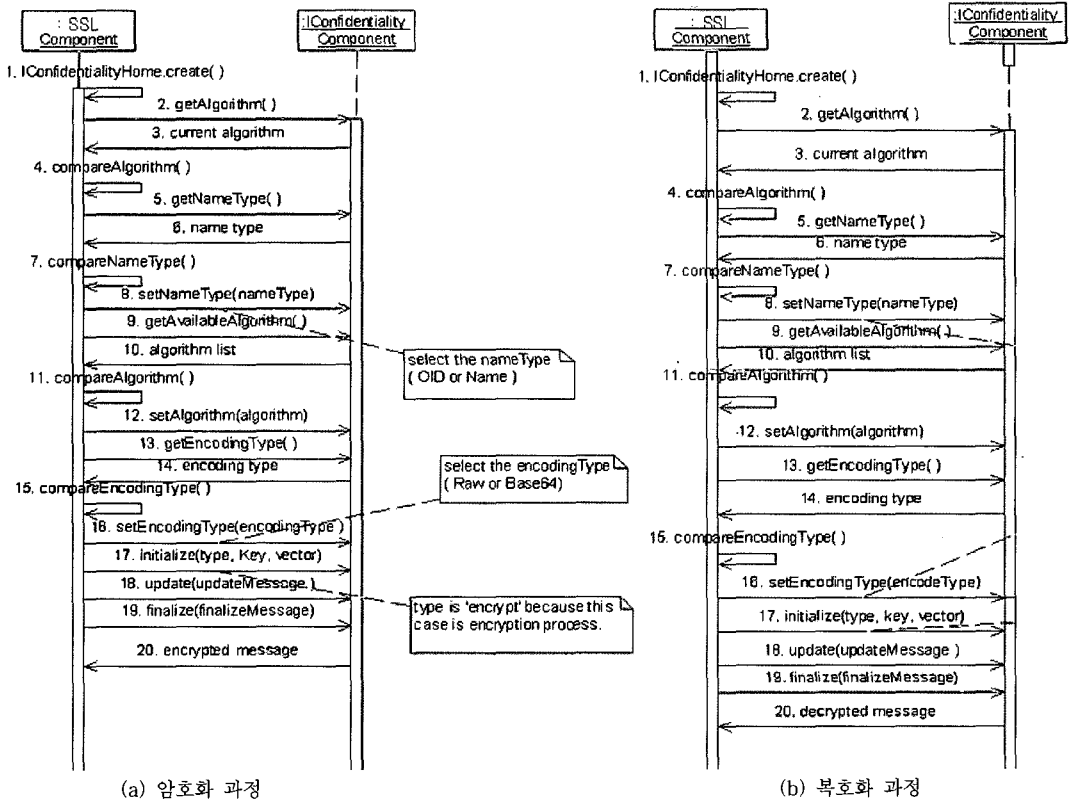 : SSL
Component
:IConfidentiality
Component
1. IConfidentialityHome.create( )
2. getAlgorithm( )
3. current algorithm
4. compareAlgorithm( )
5. getNameType( )
6. name type
7. compareNameType( )
8. setNameType(nameType)
9. getAvailableAlgorithm( )
10. algorithm list
11. compareAlgorithm( )
12. setAlgorithm(algorithm)
13. getEncodingType( )
14. encoding type
15. compareEncodingType( )
16. setEncodingType(encodingType )
17. initialize(type, Key, vector)
18. update(updateMessage )
19. finalize(finalizeMessage)
20. encrypted message
select the nameType
( OID or Name )
select the encodingType
( Raw or Base64)
type is 'encrypt' because this
case is encryption process.
(a) 암호화 과정
: SSL
Component
:IConfidentiality
Component
1. IConfidentialityHome.create( )
2. getAlgorithm( )
3. current algorithm
4. compareAlgorithm( )
5. getNameType( )
6. name type
7. compareNameType( )
8. setNameType(nameType)
9. getAvailableAlgorithm( )
10. algorithm list
11. compareAlgorithm( )
12. setAlgorithm(algorithm)
13. getEncodingType( )
14. encoding type
15. compareEncodingType( )
16. setEncodingType(encodeType)
17. initialize(type, key, vector)
18. update(updateMessage )
19. finalize(finalizeMessage)
20. decrypted message
(b) 복호화 과정